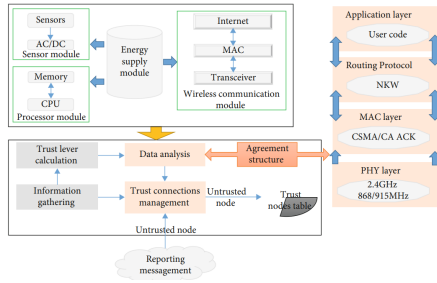 Sensors
AC/DC
Sensor module
Memory
CPU
Processor module
Energy
supply
module
Internet
MAC
Transceiver
Wireless communication
module
Trust lever
calculation
Information
gathering
Data analysis
Trust connections
management
Agreement
structure
Untrusted
node
Trust
nodes table
Untrusted node
Reporting
messagement
Application layer
User code
Routing Protocol
NKW
MAC layer
CSMA/CA ACK
PHY layer
2.4GHz
868/915MHz